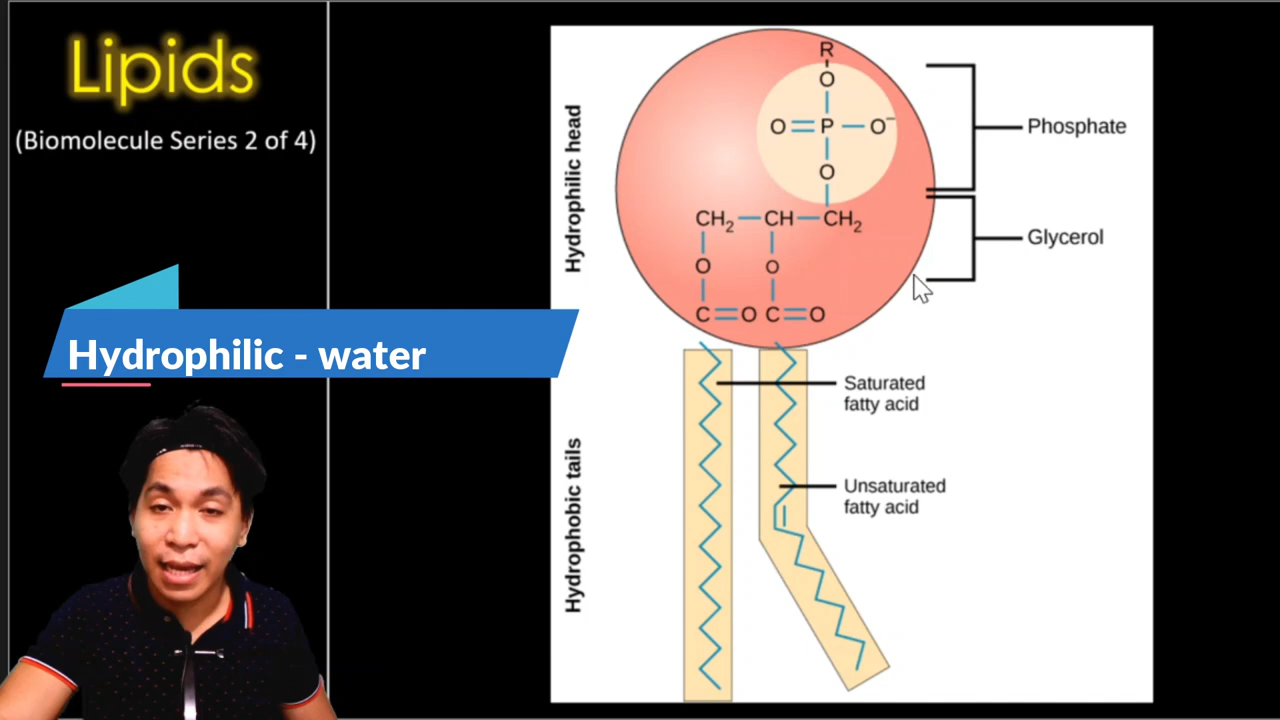 Lipids
(Biomolecule Series 2 of 4)
Hydrophilic - water
Hydrophilic head
Hydrophobic tails
R
O
O = P — O⁻
O
CH₂ — CH — CH₂
O O
C = O C = O
Phosphate
Glycerol
Saturated
fatty acid
Unsaturated
fatty acid